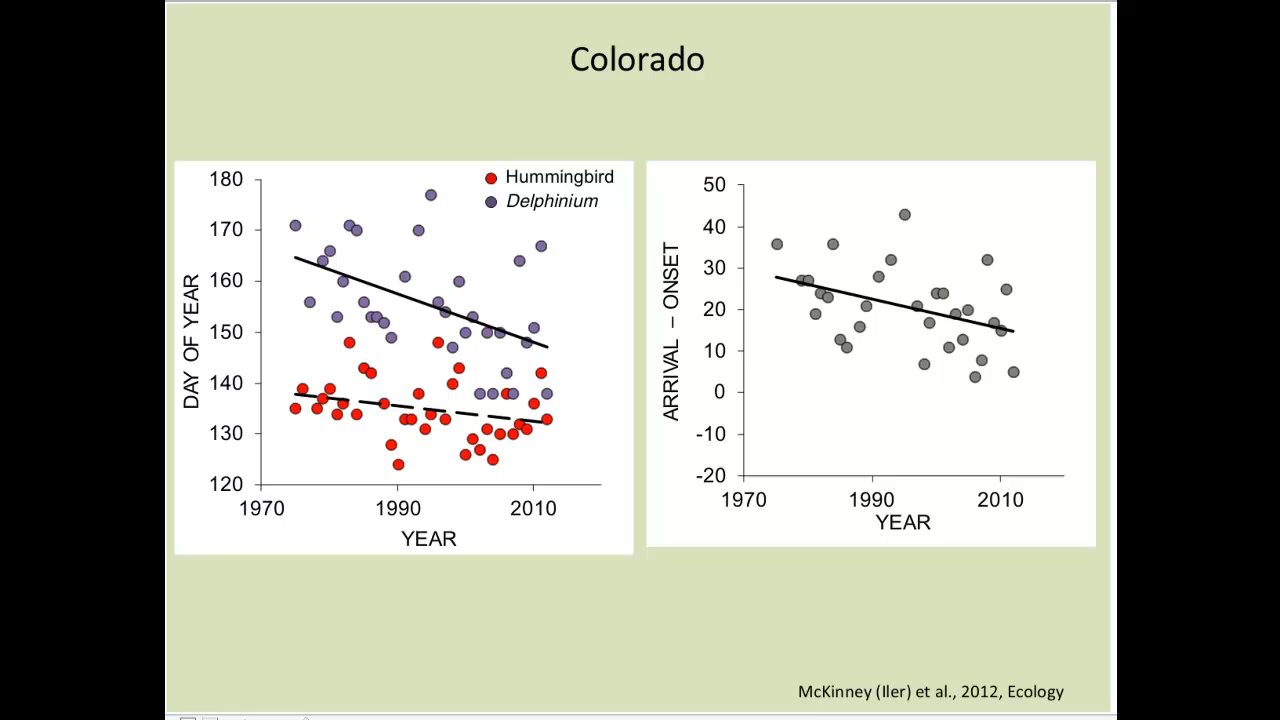 Colorado
Hummingbird
Delphinium
180
170
160
150
140
130
120
DAY OF YEAR
1970 1990 2010
YEAR
50
40
30
20
10
0
-10
-20
ARRIVAL – ONSET
1970 1990 2010
YEAR
McKinney (Iler) et al., 2012, Ecology